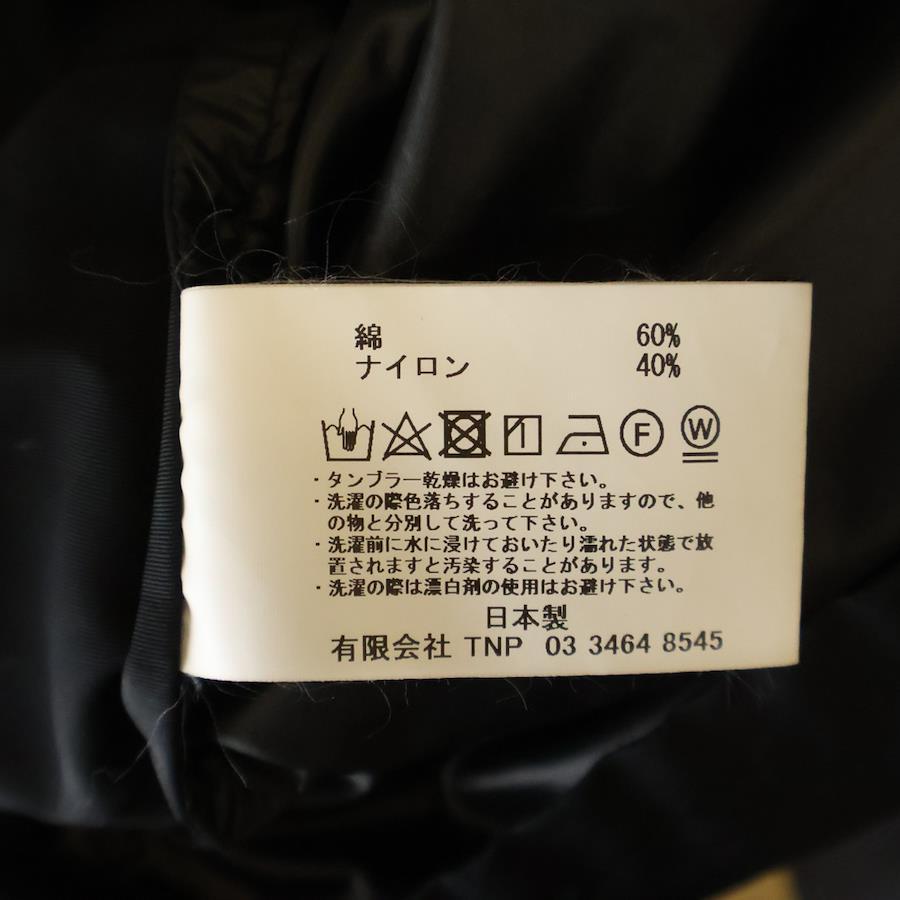 綿 60%
ナイロン 40%
F W
・タンブラー乾燥はお避け下さい。
・洗濯の際色落ちすることがありますので、他
の物と分別して洗って下さい。
・洗濯前に水に浸けておいたり濡れた状態で放
置されますと汚染することがあります。
・洗濯の際は漂白剤の使用はお避け下さい。
日本製
有限会社 TNP 03 3464 8545